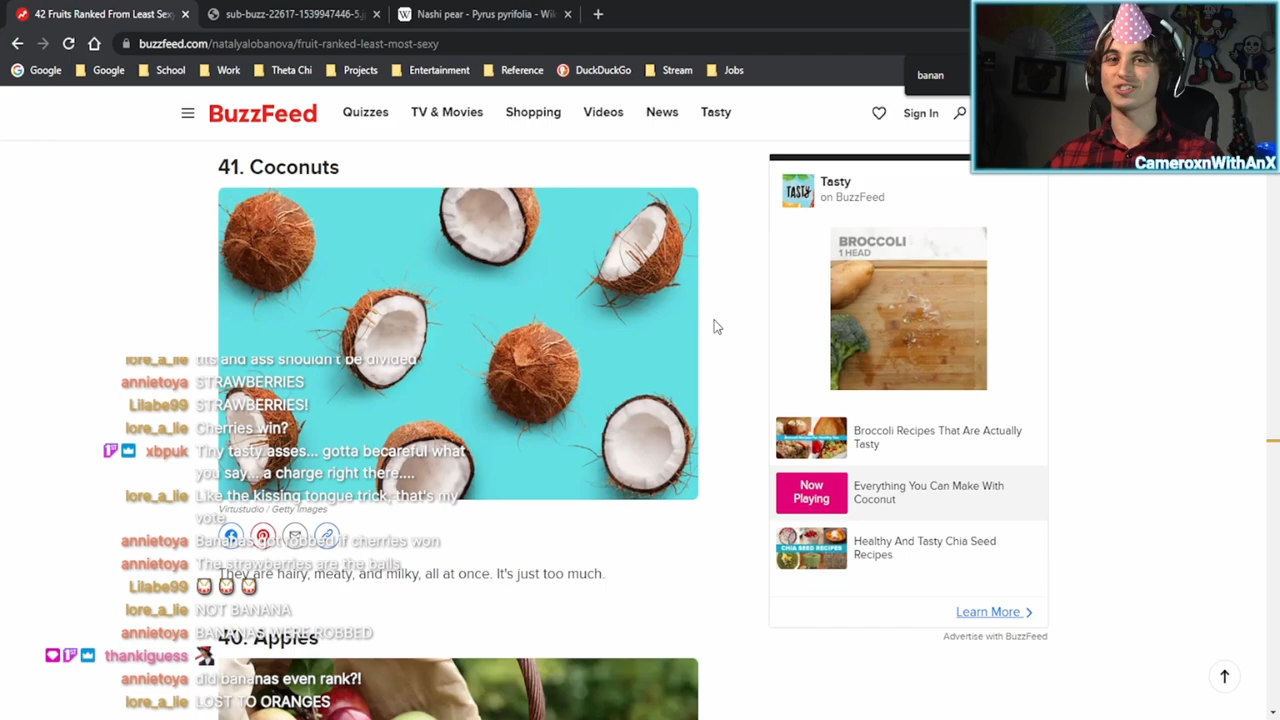 42 Fruits Ranked From Least Sex
sub-buzz-22617-1539947446-5.j
Nashi pear - Pyrus pyrifolia - Wik
buzzfeed.com/natalyalobanova/fruit-ranked-least-most-sexy
Google
Google
School
Work
Theta Chi
Projects
Entertainment
Reference
DuckDuckGo
Stream
Jobs
banan
CameroxnWithAnX
BuzzFeed
Quizzes
TV & Movies
Shopping
Videos
News
Tasty
Sign In
41. Coconuts
Virtustudio / Getty Images
They are hairy, meaty, and milky, all at once. It's just too much.
40. Apples
TASTY
Tasty
on BuzzFeed
BROCCOLI
1 HEAD
Broccoli Recipes That Are Actually
Tasty
Now
Playing
Everything You Can Make With
Coconut
CHIA SEED RECIPES
Healthy And Tasty Chia Seed
Recipes
Learn More
Advertise with BuzzFeed
lore_a_lie tits and ass shouldn't be divided
annietoya STRAWBERRIES
Lilabe99 STRAWBERRIES!
lore_a_lie Cherries win?
xbpuk Tiny tasty asses... gotta becareful what
you say... a charge right there....
lore_a_lie Like the kissing tongue trick, that's my
vote
annietoya Bananas got robbed if cherries won
annietoya The strawberries are the balls
Lilabe99
lore_a_lie NOT BANANA
annietoya BANANAS WERE ROBBED
thankiguess
annietoya did bananas even rank?!
lore_a_lie LOST TO ORANGES